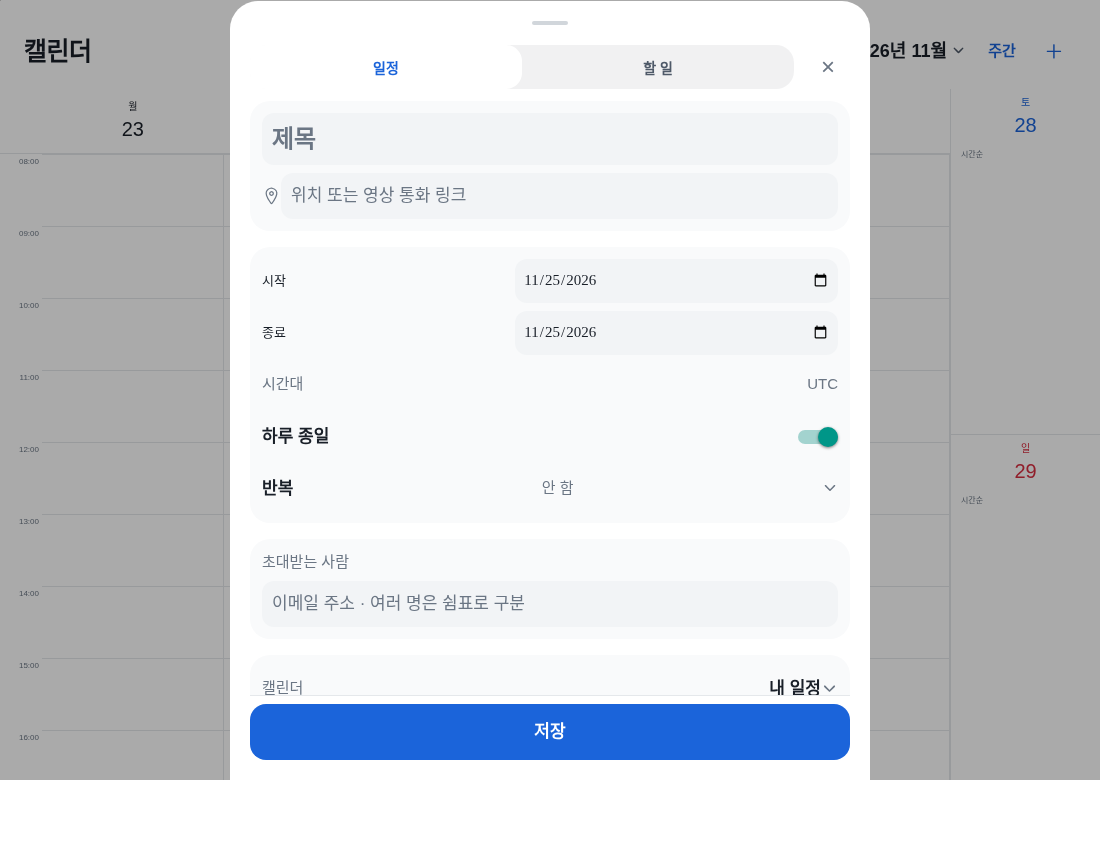 캘린더
26년 11월
주간
일정
할 일
월
23
토
28
시간순
제목
위치 또는 영상 통화 링크
08:00
09:00
10:00
11:00
12:00
13:00
14:00
15:00
16:00
시작
11/25/2026
종료
11/25/2026
시간대
UTC
하루 종일
반복
안 함
일
29
시간순
초대받는 사람
이메일 주소 · 여러 명은 쉼표로 구분
캘린더
내 일정
저장